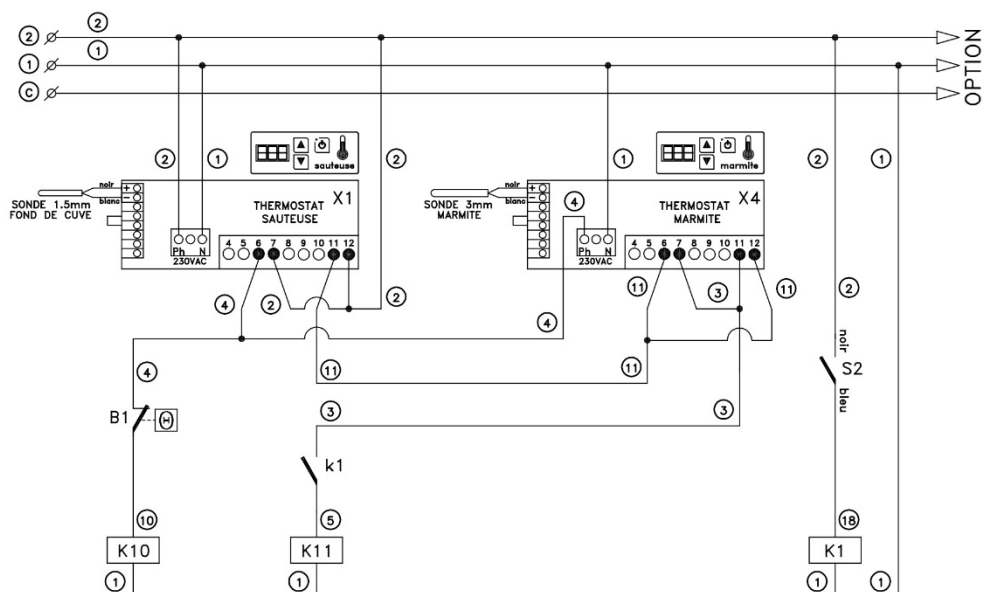 2
2
1
1
C
OPTION
2
1
2
1
2
1
sauteuse
marmite
noir
+
blanc
-
SONDE 1.5mm
FOND DE CUVE
THERMOSTAT
SAUTEUSE
X1
Ph N
230VAC
4 5 6 7 8 9 10 11 12
noir
+
blanc
-
SONDE 3mm
MARMITE
4
THERMOSTAT
MARMITE
X4
Ph N
230VAC
4 5 6 7 8 9 10 11 12
4
2
2
4
11
3
11
2
11
11
noir
S2
bleu
4
B1
3
3
k1
10
5
18
K10
K11
K1
1
1
1
1